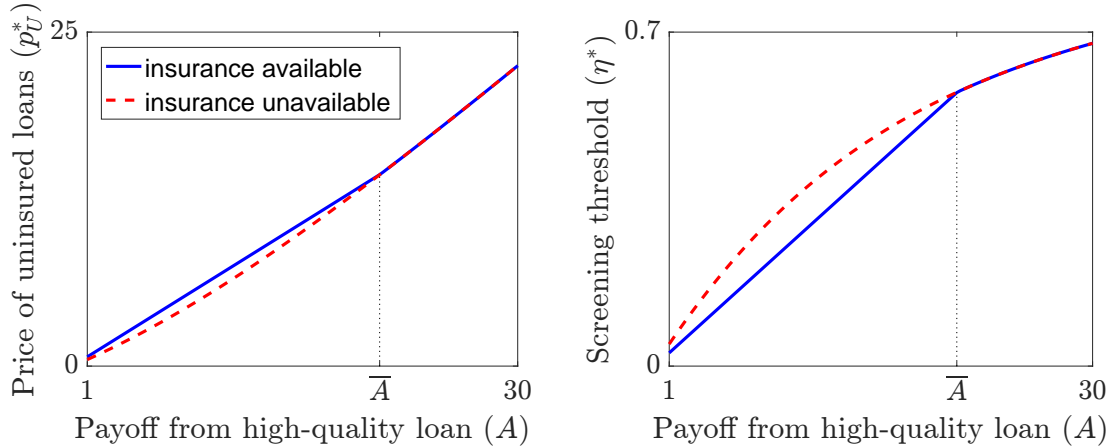 Price of uninsured loans (p*_U)
25
0
insurance available
insurance unavailable
1
A̅
30
Payoff from high-quality loan (A)
Screening threshold (η*)
0.7
0
1
A̅
30
Payoff from high-quality loan (A)